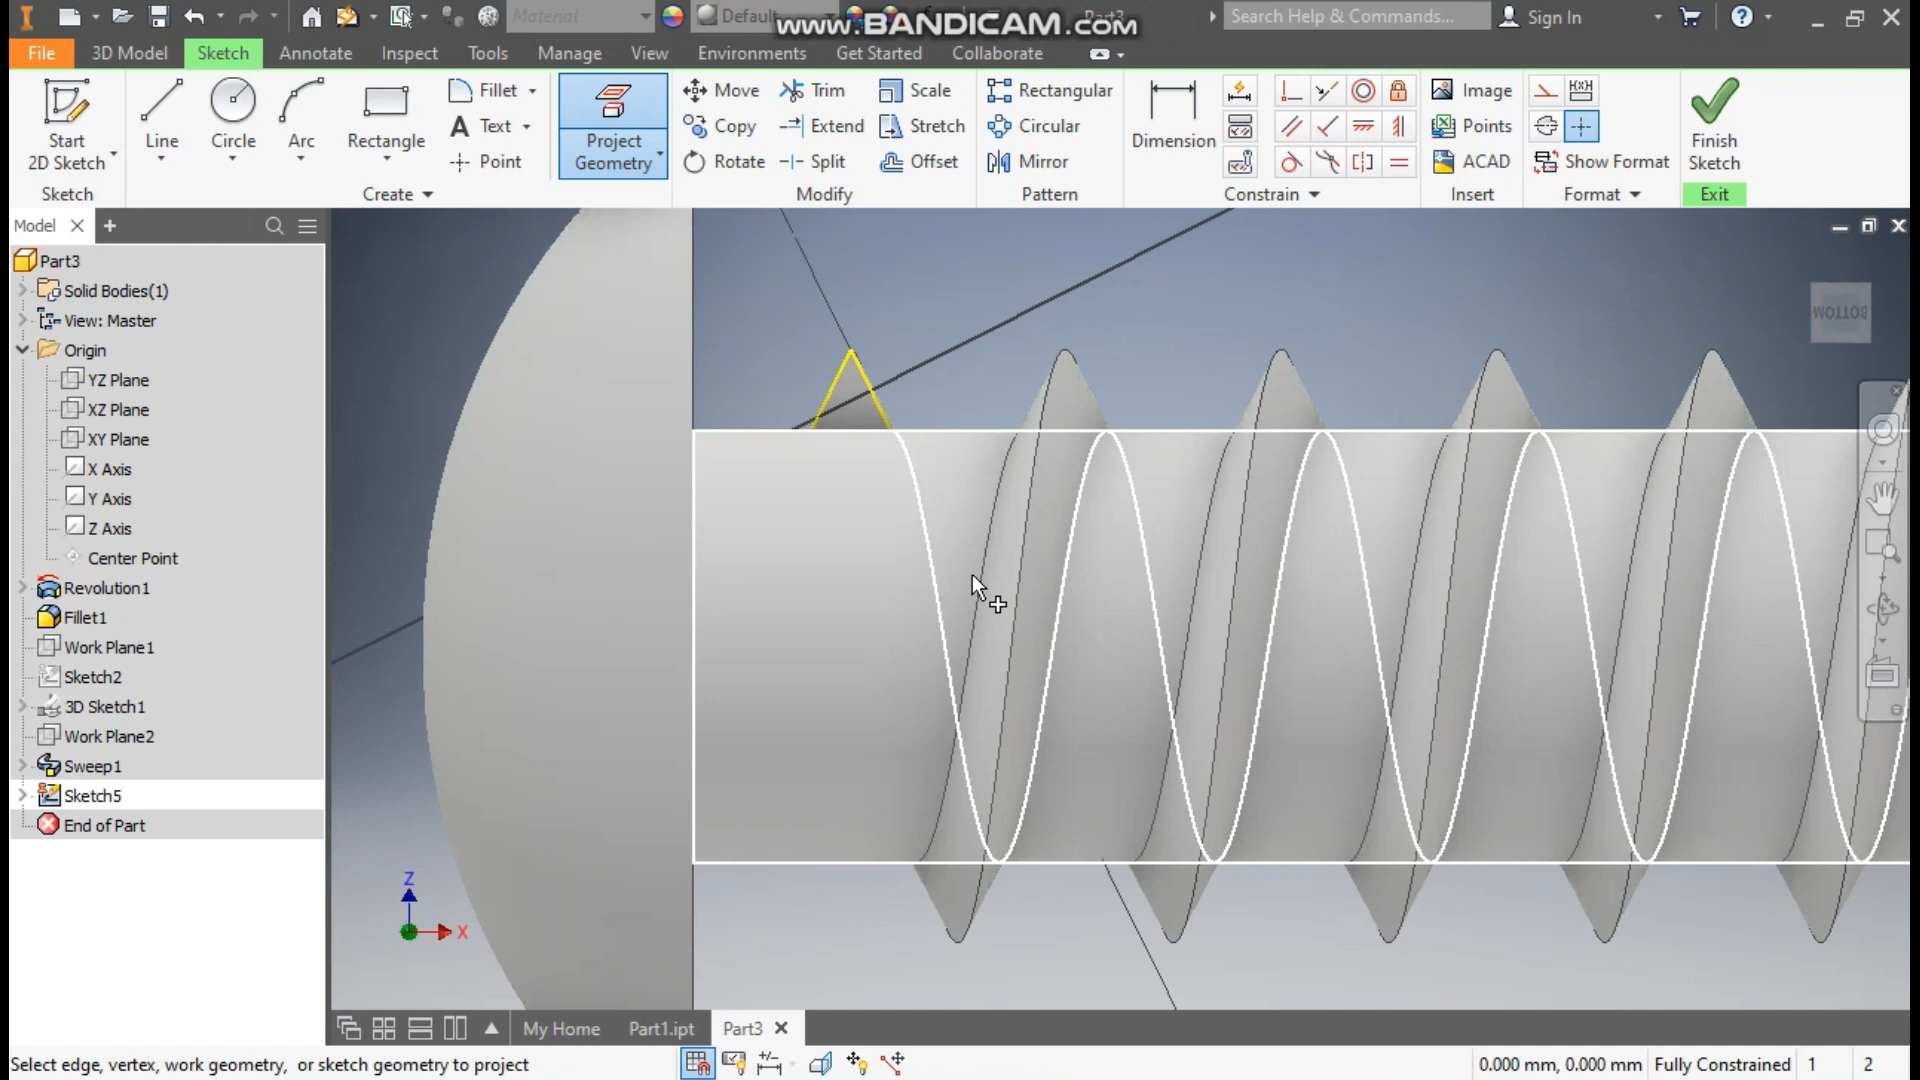 Material
Default
www.BANDICAM.com
Search Help & Commands...
Sign In
File
3D Model
Sketch
Annotate
Inspect
Tools
Manage
View
Environments
Get Started
Collaborate
Start
2D Sketch
Line
Circle
Arc
Rectangle
Fillet
Text
Point
Project
Geometry
Move
Copy
Rotate
Trim
Extend
Split
Scale
Stretch
Offset
Rectangular
Circular
Mirror
Dimension
Image
Points
ACAD
Show Format
Finish
Sketch
Sketch
Create
Modify
Pattern
Constrain
Insert
Format
Exit
Model
Part3
Solid Bodies(1)
View: Master
Origin
YZ Plane
XZ Plane
XY Plane
X Axis
Y Axis
Z Axis
Center Point
Revolution1
Fillet1
Work Plane1
Sketch2
3D Sketch1
Work Plane2
Sweep1
Sketch5
End of Part
BOTTOM
Z
X
My Home
Part1.ipt
Part3
Select edge, vertex, work geometry, or sketch geometry to project
0.000 mm, 0.000 mm
Fully Constrained
1
2